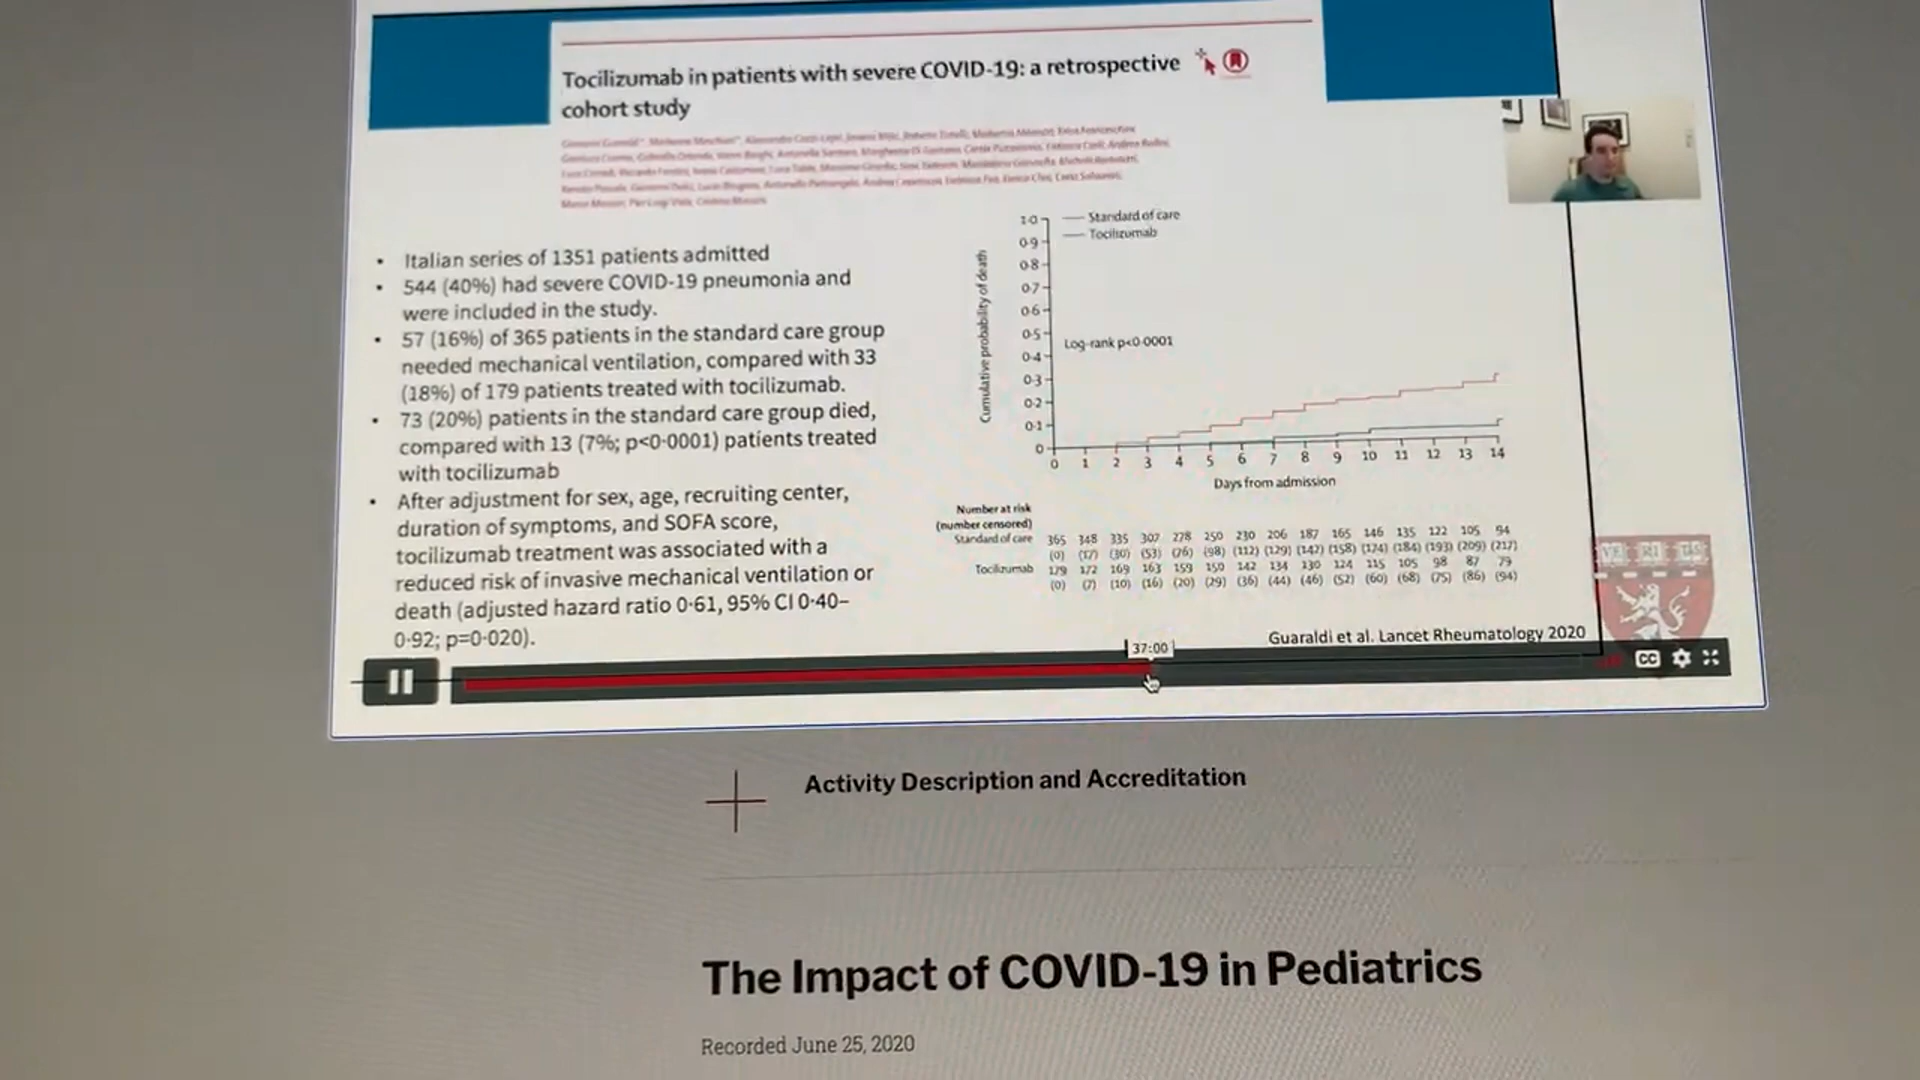 Tocilizumab in patients with severe COVID-19: a retrospective
cohort study
• Italian series of 1351 patients admitted
• 544 (40%) had severe COVID-19 pneumonia and
were included in the study.
• 57 (16%) of 365 patients in the standard care group
needed mechanical ventilation, compared with 33
(18%) of 179 patients treated with tocilizumab.
• 73 (20%) patients in the standard care group died,
compared with 13 (7%; p<0·0001) patients treated
with tocilizumab
• After adjustment for sex, age, recruiting center,
duration of symptoms, and SOFA score,
tocilizumab treatment was associated with a
reduced risk of invasive mechanical ventilation or
death (adjusted hazard ratio 0·61, 95% CI 0·40–
0·92; p=0·020).
Standard of care
Tocilizumab
Cumulative probability of death
1·0
0·9
0·8
0·7
0·6
0·5
0·4
0·3
0·2
0·1
0
Log-rank p<0·0001
0 1 2 3 4 5 6 7 8 9 10 11 12 13 14
Days from admission
Number at risk
(number censored)
Standard of care 365 348 335 307 278 250 230 206 187 165 146 135 122 105 94
(0) (17) (30) (53) (76) (98) (112) (129) (142) (158) (174) (184) (193) (209) (217)
Tocilizumab 179 172 169 163 159 150 142 134 130 124 115 105 98 87 79
(0) (7) (10) (16) (20) (29) (36) (44) (46) (52) (60) (68) (75) (86) (94)
VE RI TAS
Guaraldi et al. Lancet Rheumatology 2020
37:00
CC
Activity Description and Accreditation
The Impact of COVID-19 in Pediatrics
Recorded June 25, 2020